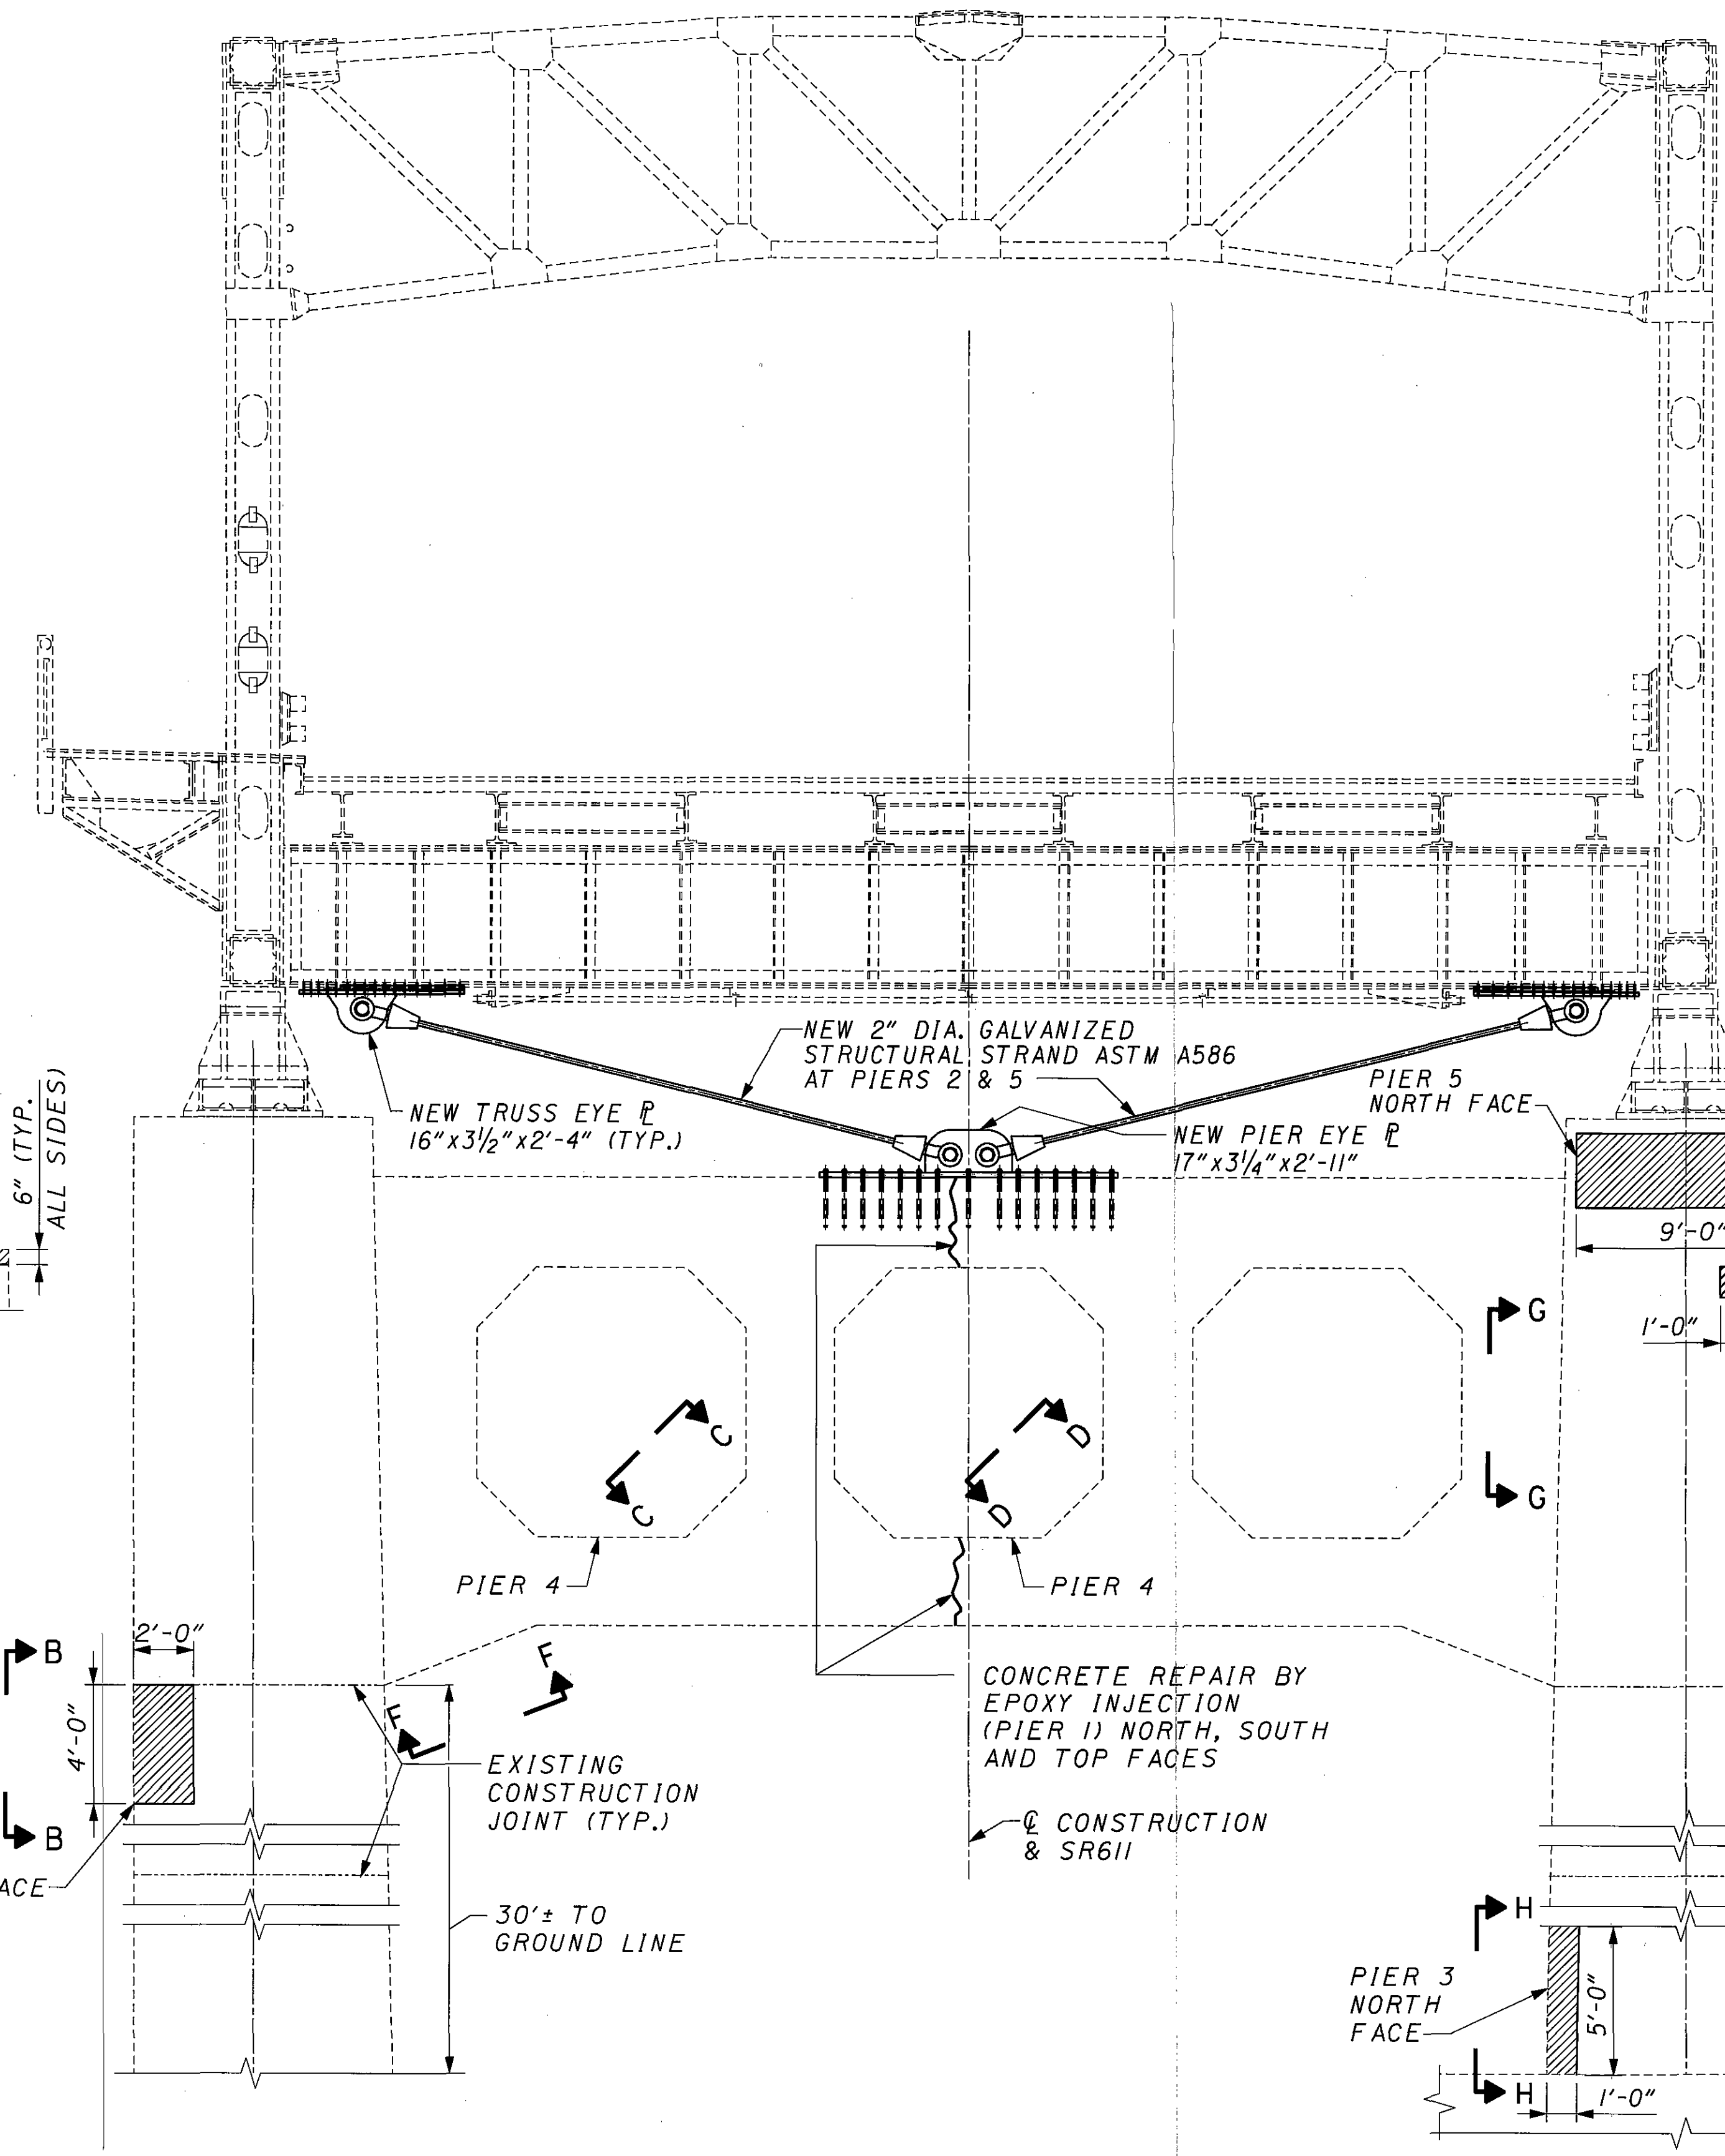 NEW 2" DIA. GALVANIZED
STRUCTURAL STRAND ASTM A586
AT PIERS 2 & 5
PIER 5
NORTH FACE
6" (TYP.
ALL SIDES)
NEW TRUSS EYE ⅊
16"x3½"x2'-4" (TYP.)
NEW PIER EYE ⅊
17"x3¼"x2'-11"
9'-0"
G
1'-0"
C
D
G
C
D
PIER 4
PIER 4
2'-0"
B
F
4'-0"
F
CONCRETE REPAIR BY
EPOXY INJECTION
(PIER 1) NORTH, SOUTH
AND TOP FACES
EXISTING
CONSTRUCTION
JOINT (TYP.)
B
℄ CONSTRUCTION
& SR611
ACE
30'± TO
GROUND LINE
H
PIER 3
NORTH
FACE
5'-0"
H
1'-0"